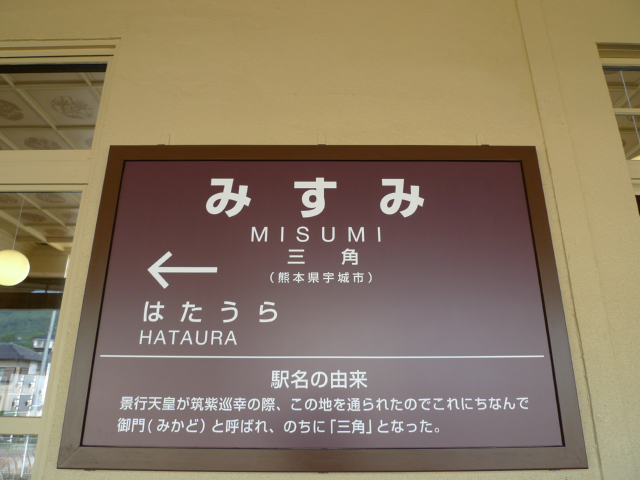 みすみ
MISUMI
三角
(熊本県宇城市)
←
はたうら
HATAURA
駅名の由来
景行天皇が筑紫巡幸の際、この地を通られたのでこれにちなんで
御門(みかど)と呼ばれ、のちに「三角」となった。